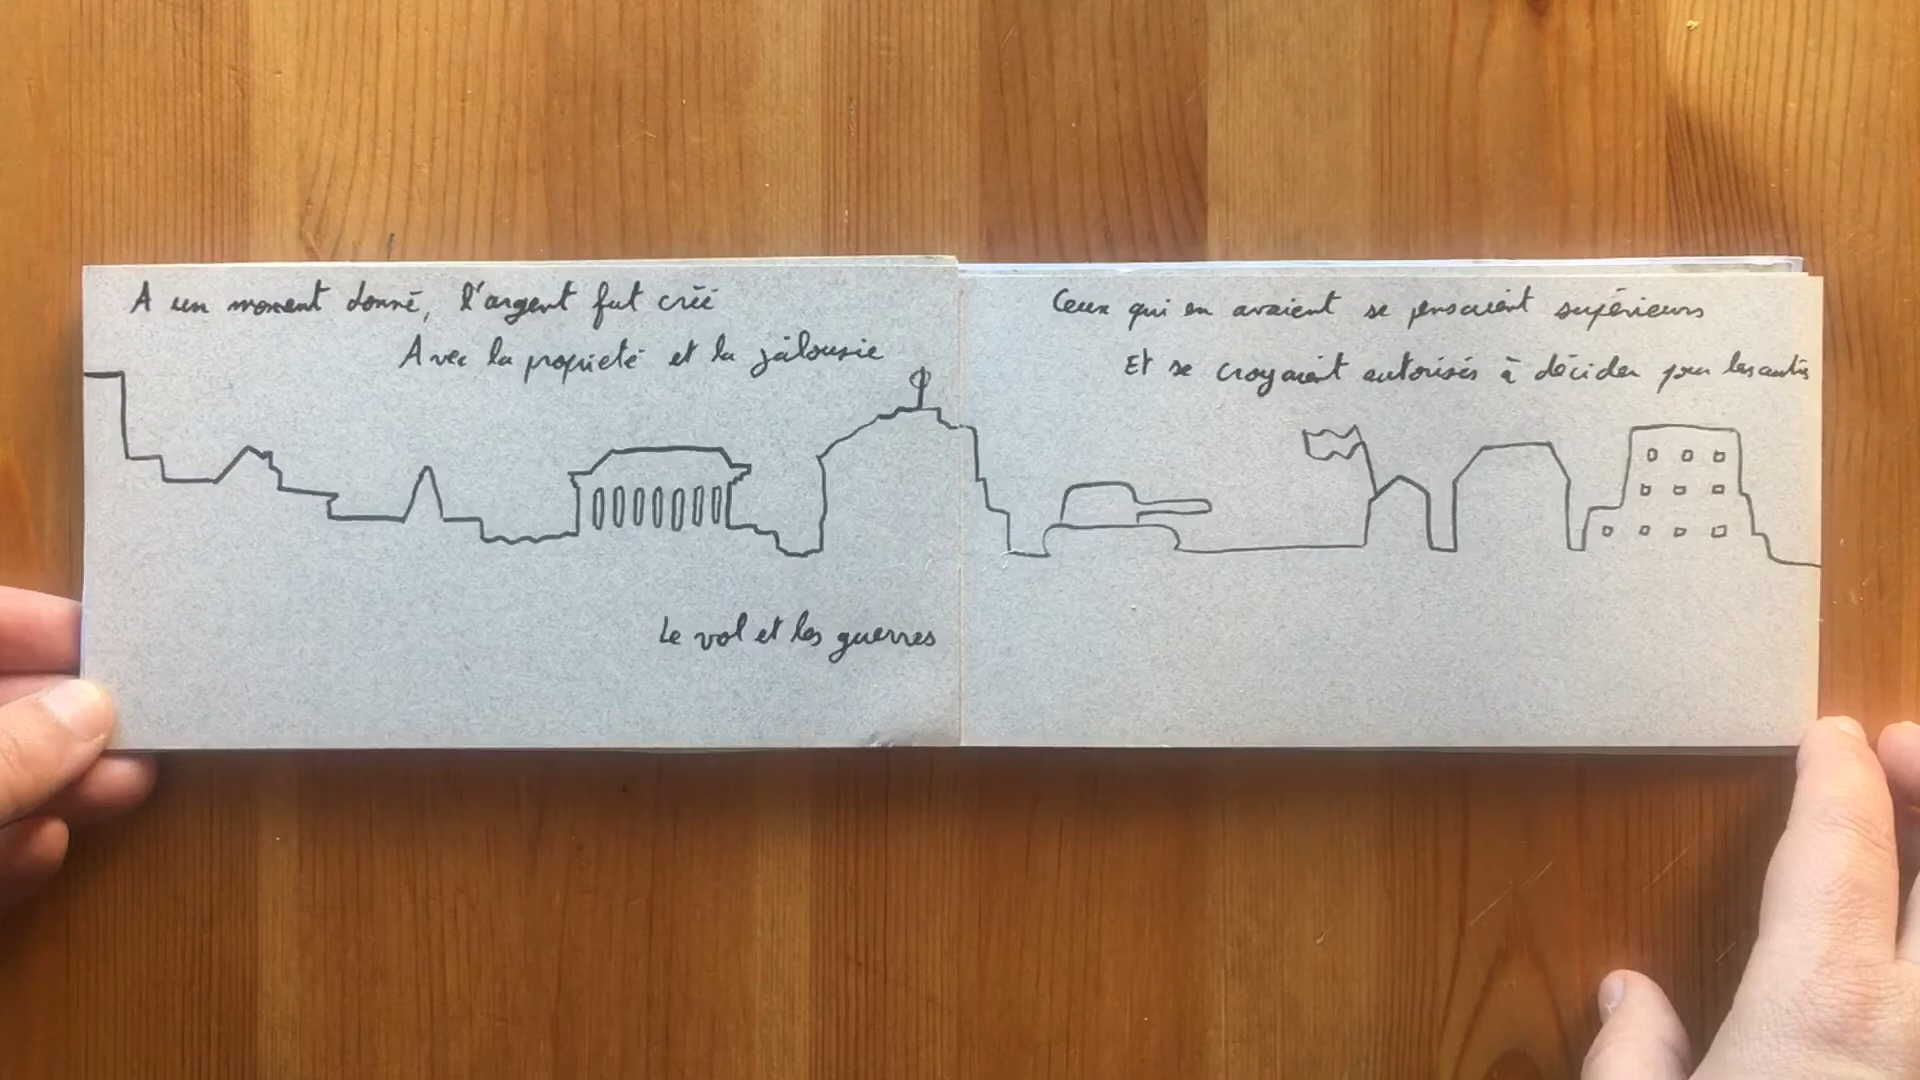 A un moment donné, l'argent fut créé
Avec la propieté et la jalousie
Le vol et les guerres
Ceux qui en avaient se pensaient supérieurs
Et se croyaient autorisés à décider pour les autres